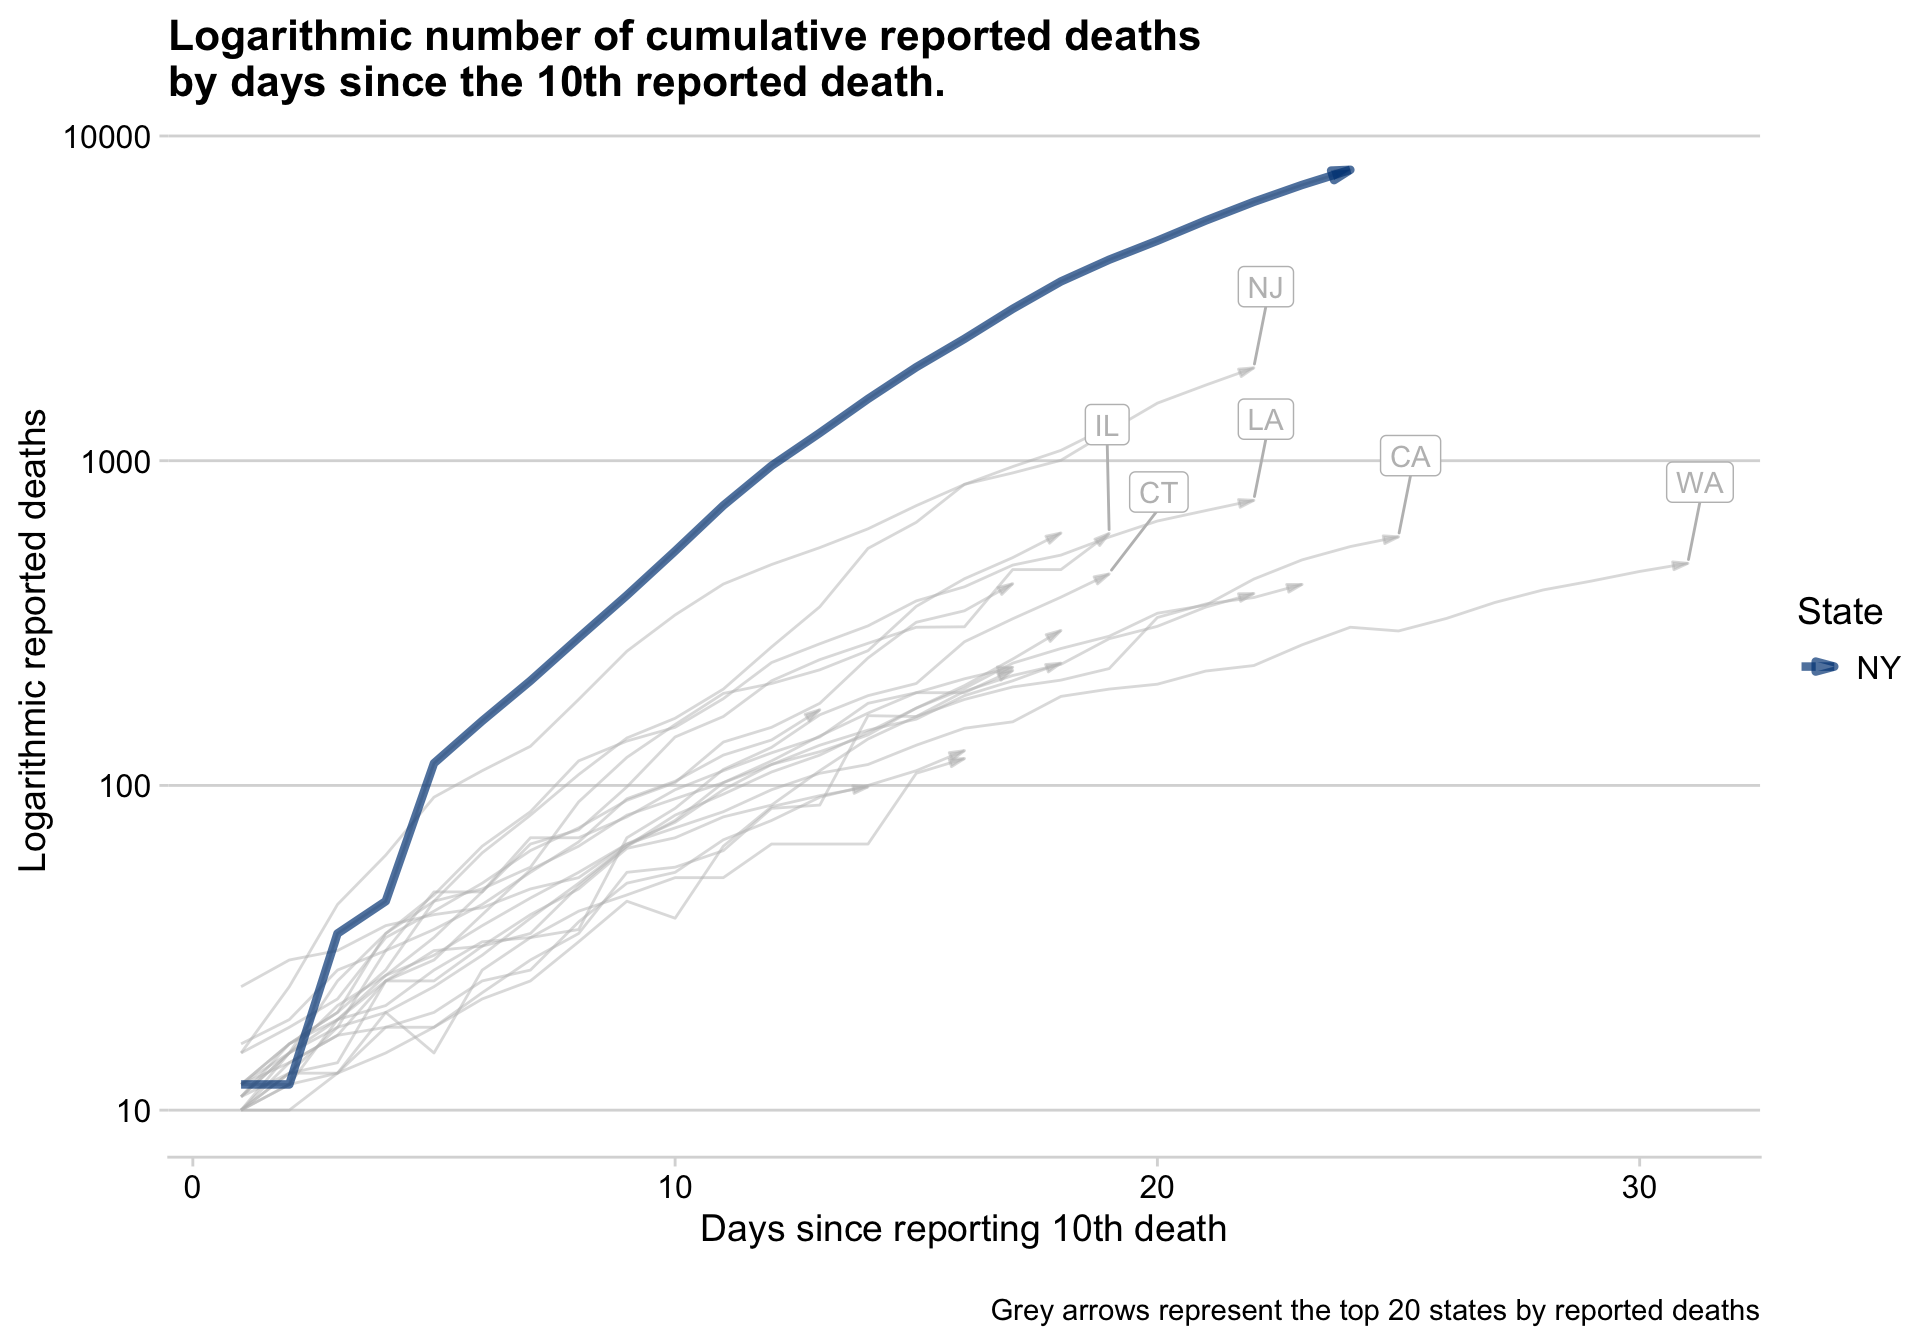 Logarithmic number of cumulative reported deaths
by days since the 10th reported death.
10000
1000
100
10
Logarithmic reported deaths
NJ
IL
LA
CA
CT
WA
State
NY
0 10 20 30
Days since reporting 10th death
Grey arrows represent the top 20 states by reported deaths